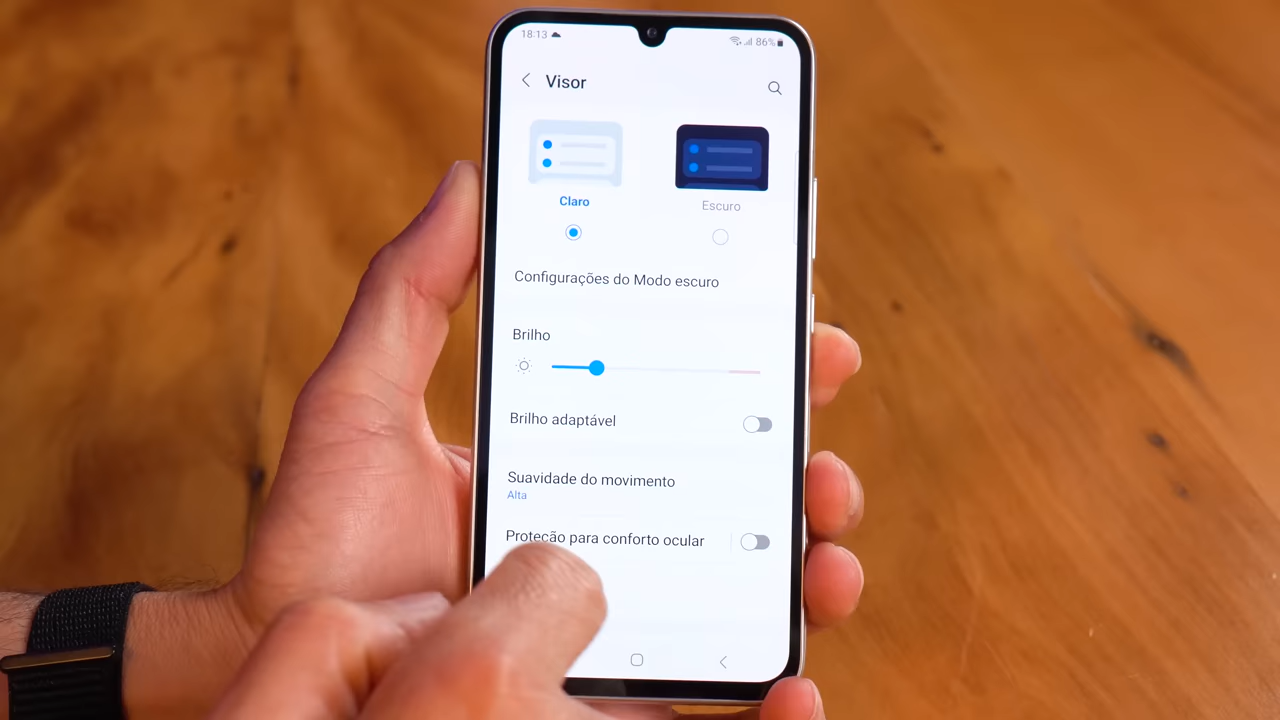 18:13
86%
Visor
Claro
Escuro
Configurações do Modo escuro
Brilho
Brilho adaptável
Suavidade do movimento
Alta
Proteção para conforto ocular